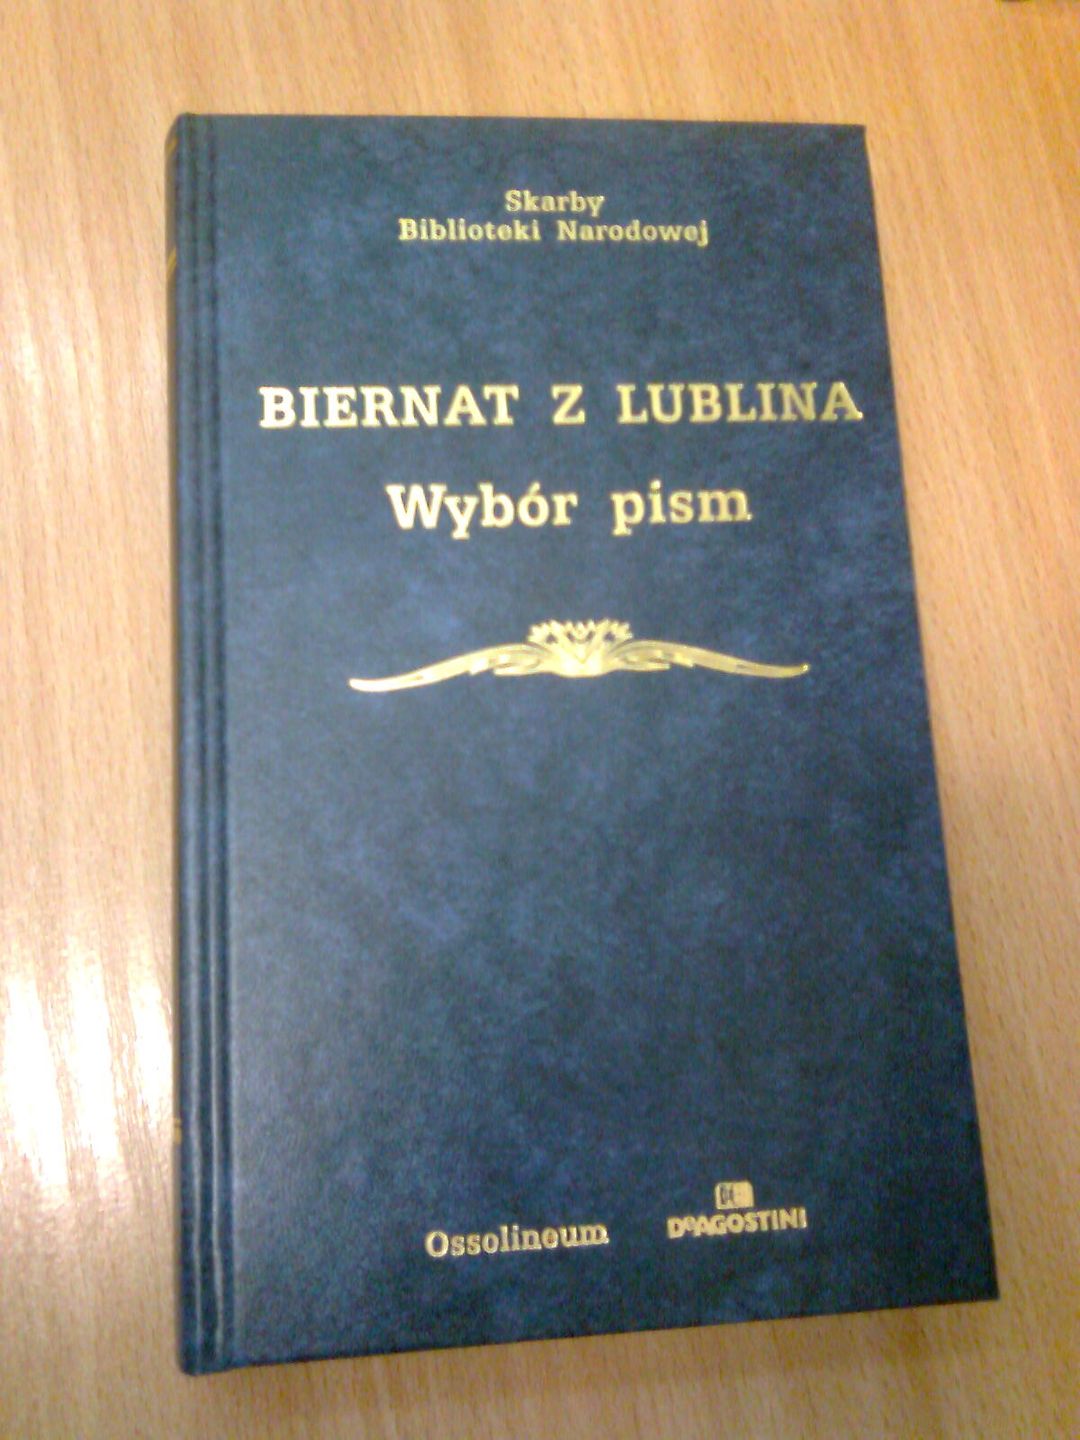 Skarby
Biblioteki Narodowej
BIERNAT Z LUBLINA
Wybór pism
Ossolineum
DeAGOSTINI